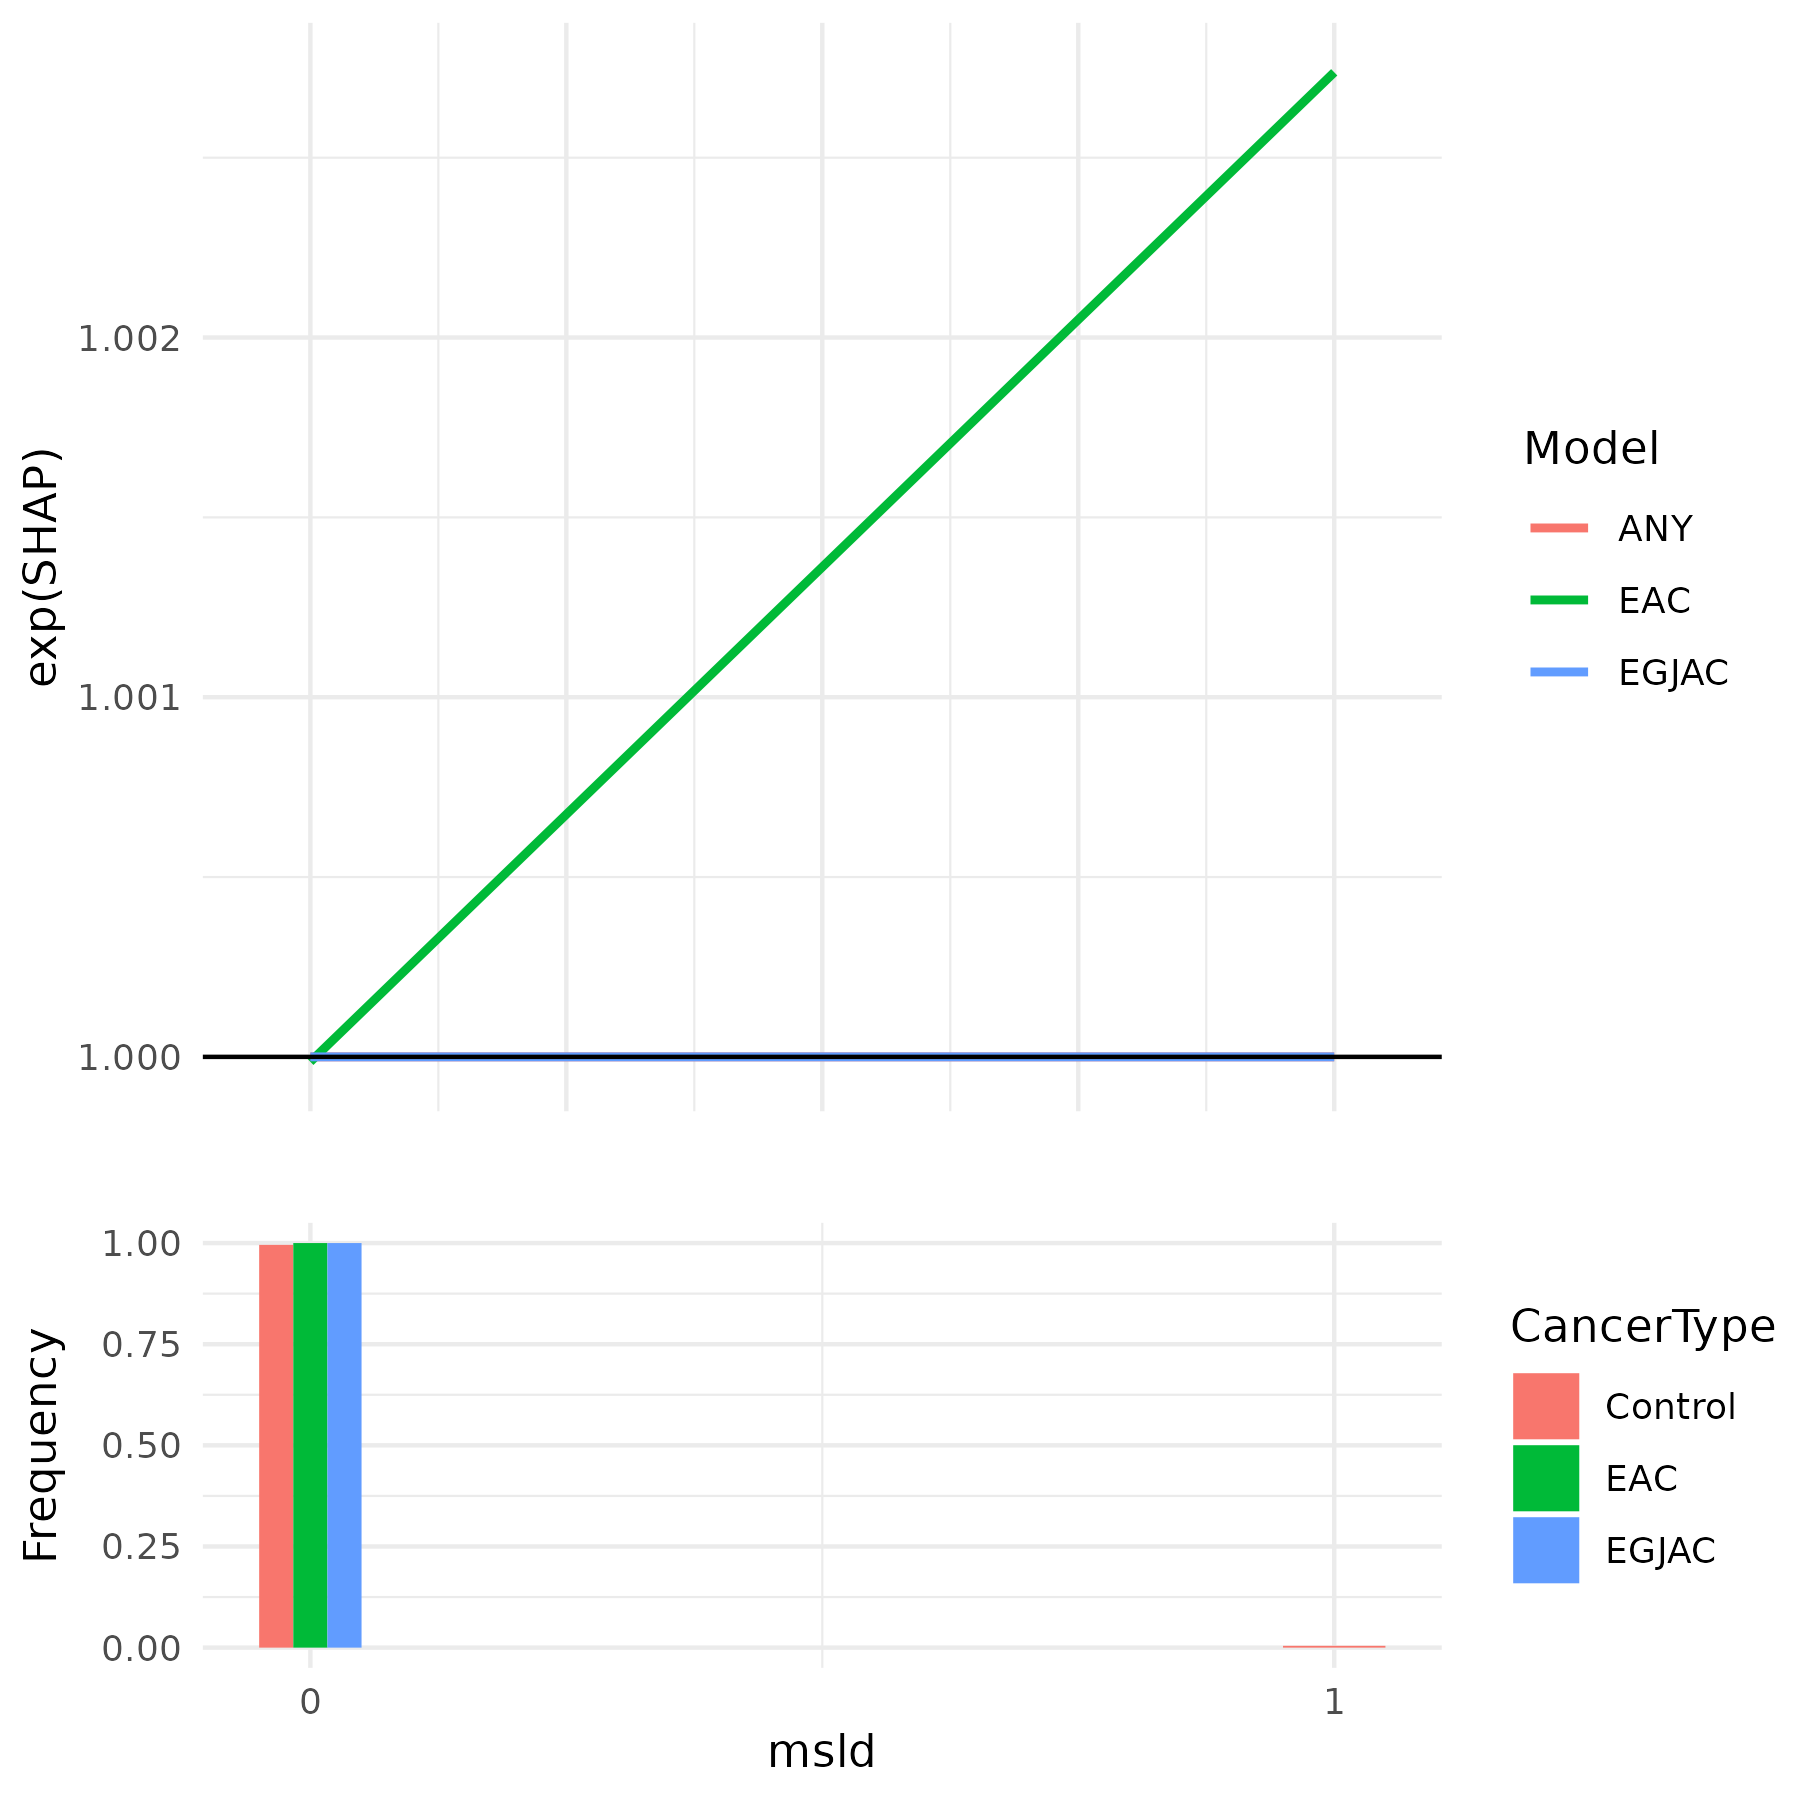 exp(SHAP)
1.002
1.001
1.000
Model
ANY
EAC
EGJAC
Frequency
1.00
0.75
0.50
0.25
0.00
0
1
msld
CancerType
Control
EAC
EGJAC